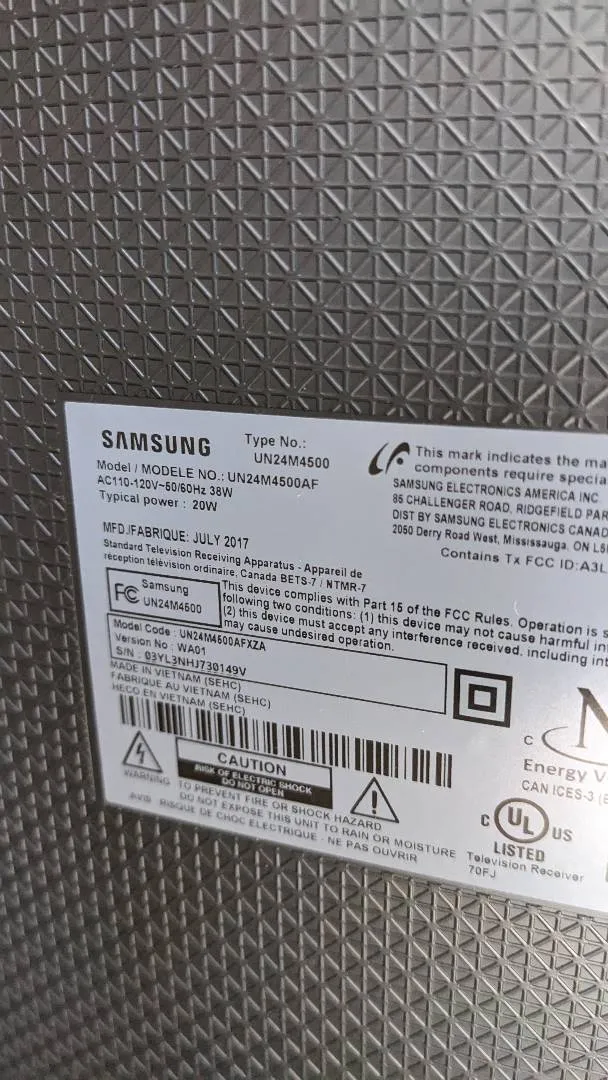 SAMSUNG
Type No.:
UN24M4500
Model / MODELE NO.: UN24M4500AF
AC110-120V~50/60Hz 38W
Typical power : 20W
MFD./FABRIQUE: JULY 2017
Standard Television Receiving Apparatus - Appareil de
réception télévision ordinaire, Canada BETS-7 / NTMR-7
This mark indicates the ma
components require specia
SAMSUNG ELECTRONICS AMERICA INC
85 CHALLENGER ROAD, RIDGEFIELD PAR
DIST BY SAMSUNG ELECTRONICS CANAD
2050 Derry Road West, Mississauga, ON L5
Contains Tx FCC ID:A3L
FC Samsung
UN24M4500
This device complies with Part 15 of the FCC Rules. Operation is s
following two conditions: (1) this device may not cause harmful in
(2) this device must accept any interference received, including int
may cause undesired operation.
Model Code : UN24M4500AFXZA
Version No : WA01
S/N : 03YL3NHJ730149V
MADE IN VIETNAM (SEHC)
FABRIQUE AU VIETNAM (SEHC)
HECO EN VIETNAM (SEHC)
WARNING
CAUTION
RISK OF ELECTRIC SHOCK
DO NOT OPEN
TO PREVENT FIRE OR SHOCK HAZARD
DO NOT EXPOSE THIS UNIT TO RAIN OR MOISTURE
AVIS RISQUE DE CHOC ELECTRIQUE - NE PAS OUVRIR
C
Energy V
CAN ICES-3 (
C UL US
LISTED
Television Receiver
70FJ